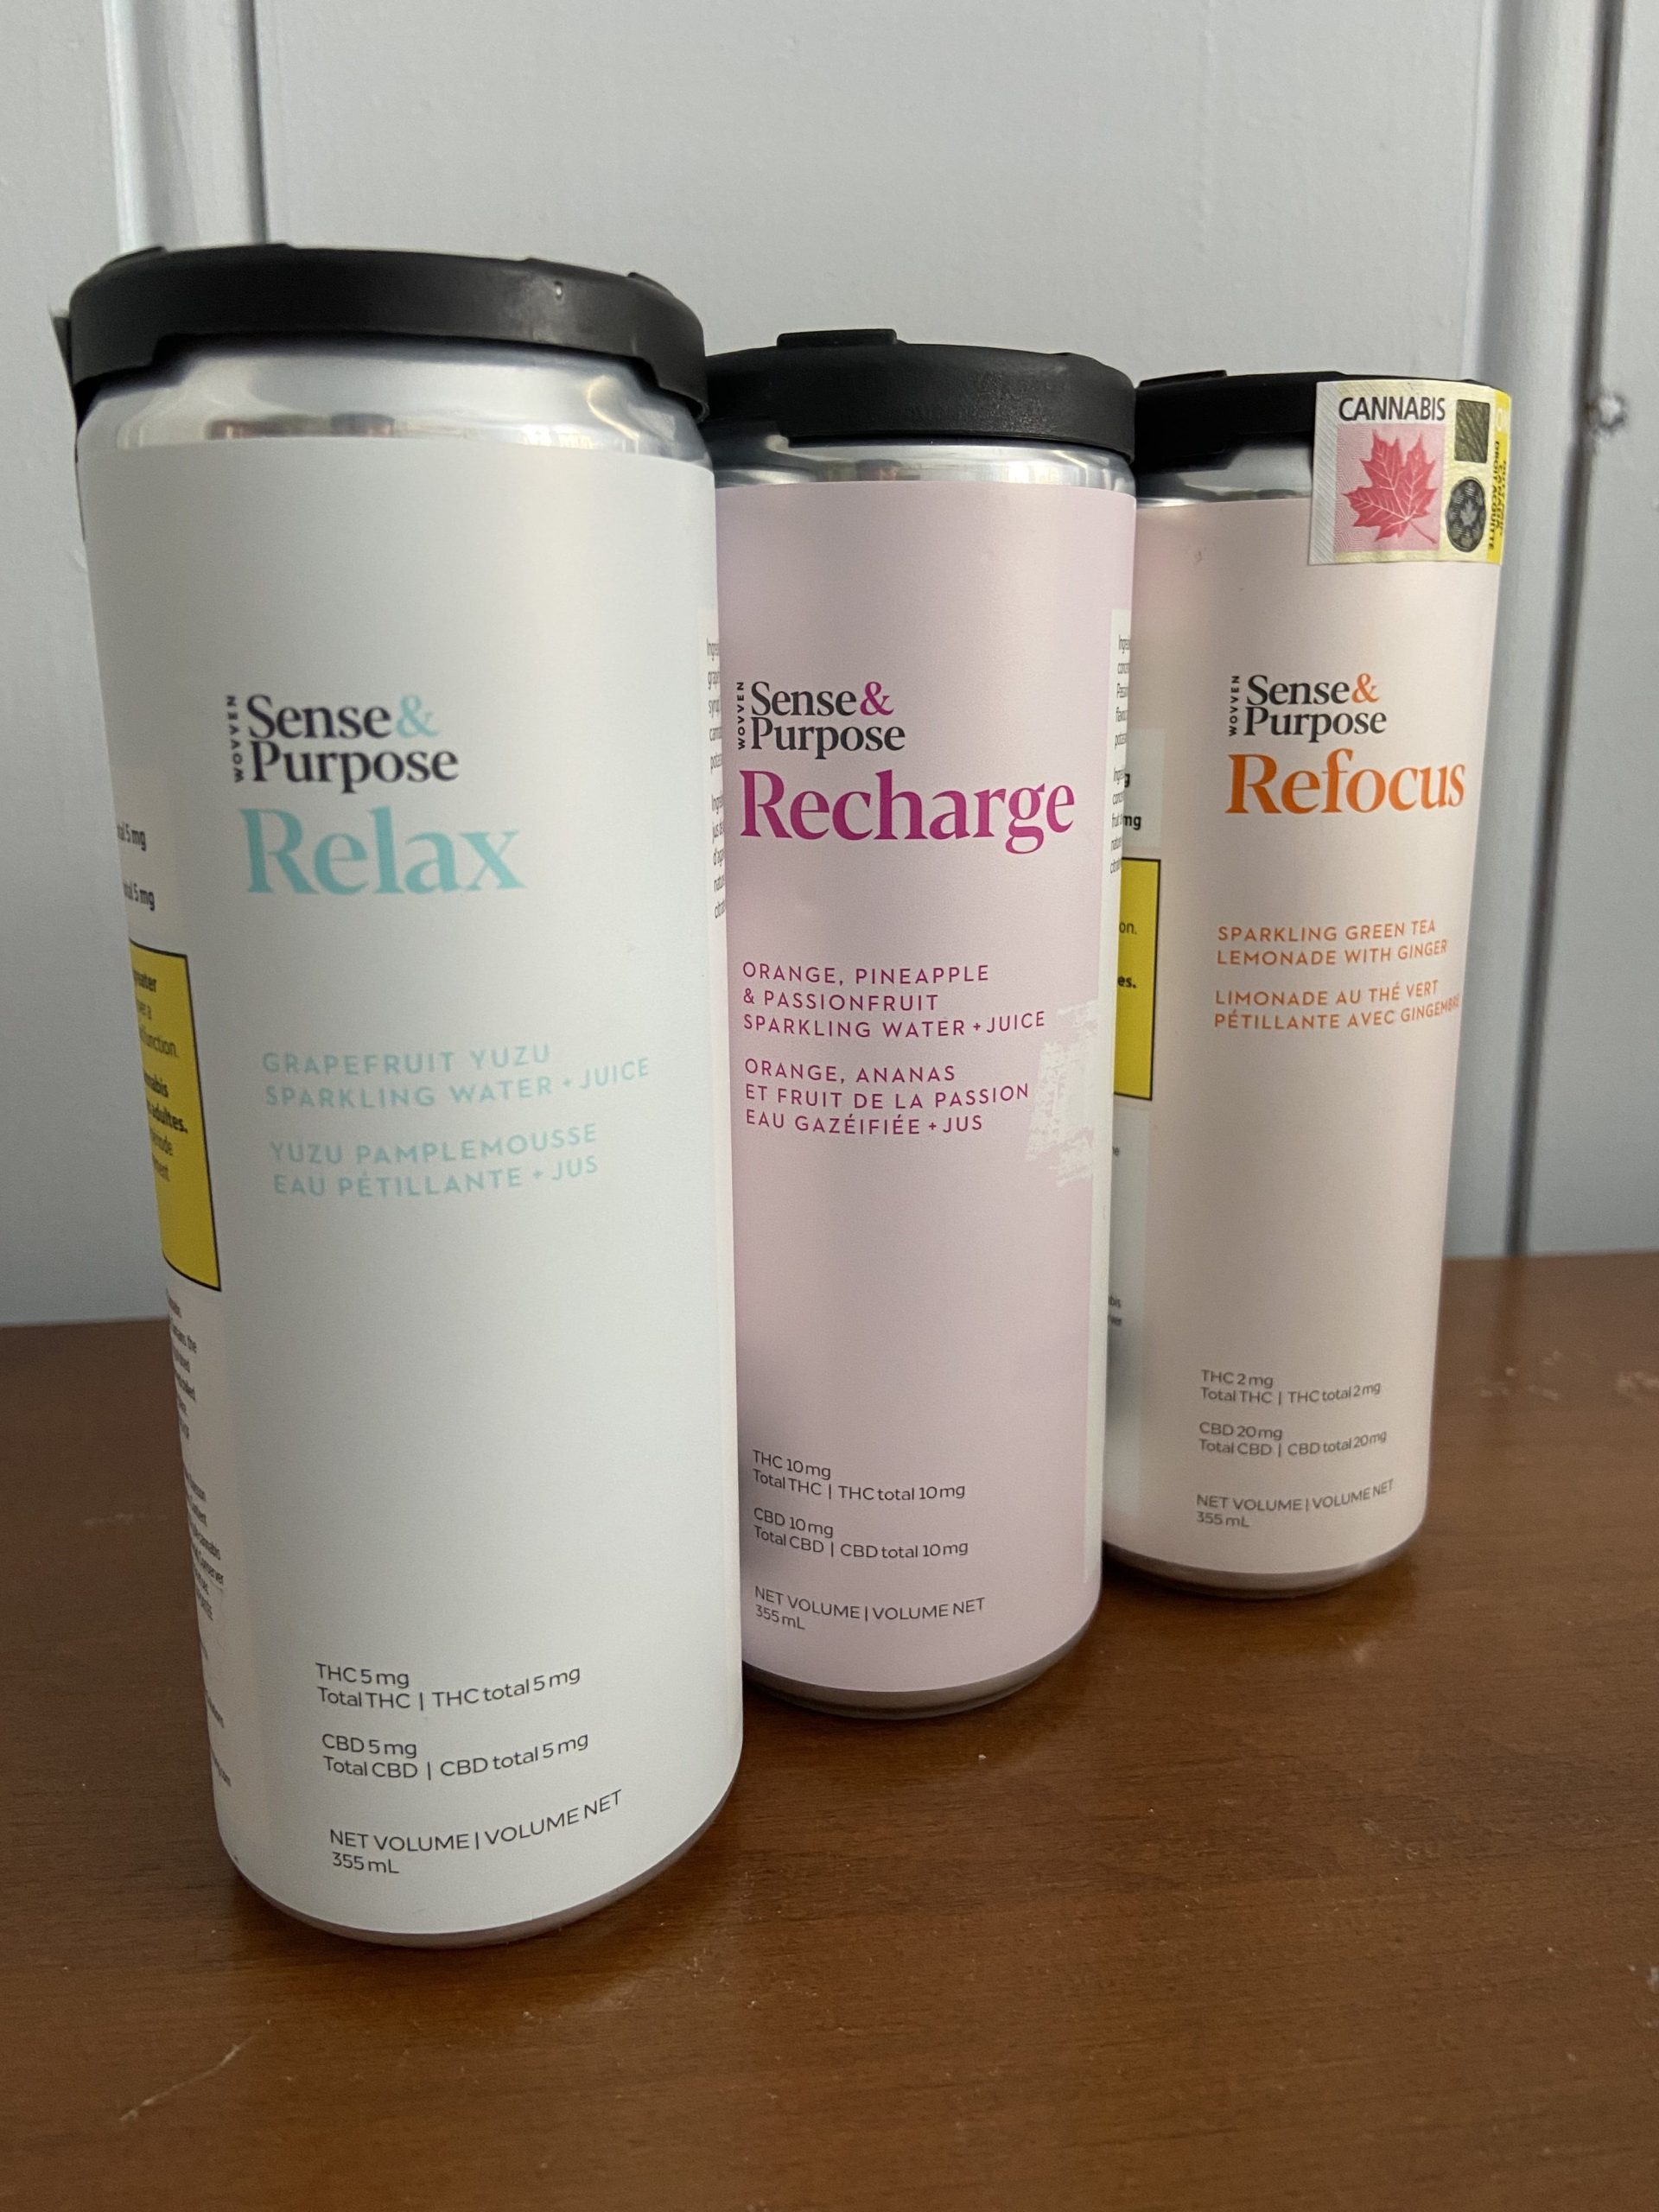 WOVVEN
Sense&
Purpose
Relax
GRAPEFRUIT YUZU
SPARKLING WATER + JUICE
YUZU PAMPLEMOUSSE
EAU PÉTILLANTE + JUS
THC 5 mg
Total THC | THC total 5 mg
CBD 5 mg
Total CBD | CBD total 5 mg
NET VOLUME | VOLUME NET
355 mL
5 mg
5 mg
adultes.
WOVVEN
Sense&
Purpose
Recharge
ORANGE, PINEAPPLE
& PASSIONFRUIT
SPARKLING WATER + JUICE
ORANGE, ANANAS
ET FRUIT DE LA PASSION
EAU GAZÉIFIÉE + JUS
THC 10 mg
Total THC | THC total 10 mg
CBD 10 mg
Total CBD | CBD total 10 mg
NET VOLUME | VOLUME NET
355 mL
CANNABIS
WOVVEN
Sense&
Purpose
Refocus
SPARKLING GREEN TEA
LEMONADE WITH GINGER
LIMONADE AU THÉ VERT
PÉTILLANTE AVEC GINGEMBRE
THC 2 mg
Total THC | THC total 2 mg
CBD 20 mg
Total CBD | CBD total 20 mg
NET VOLUME | VOLUME NET
355 mL